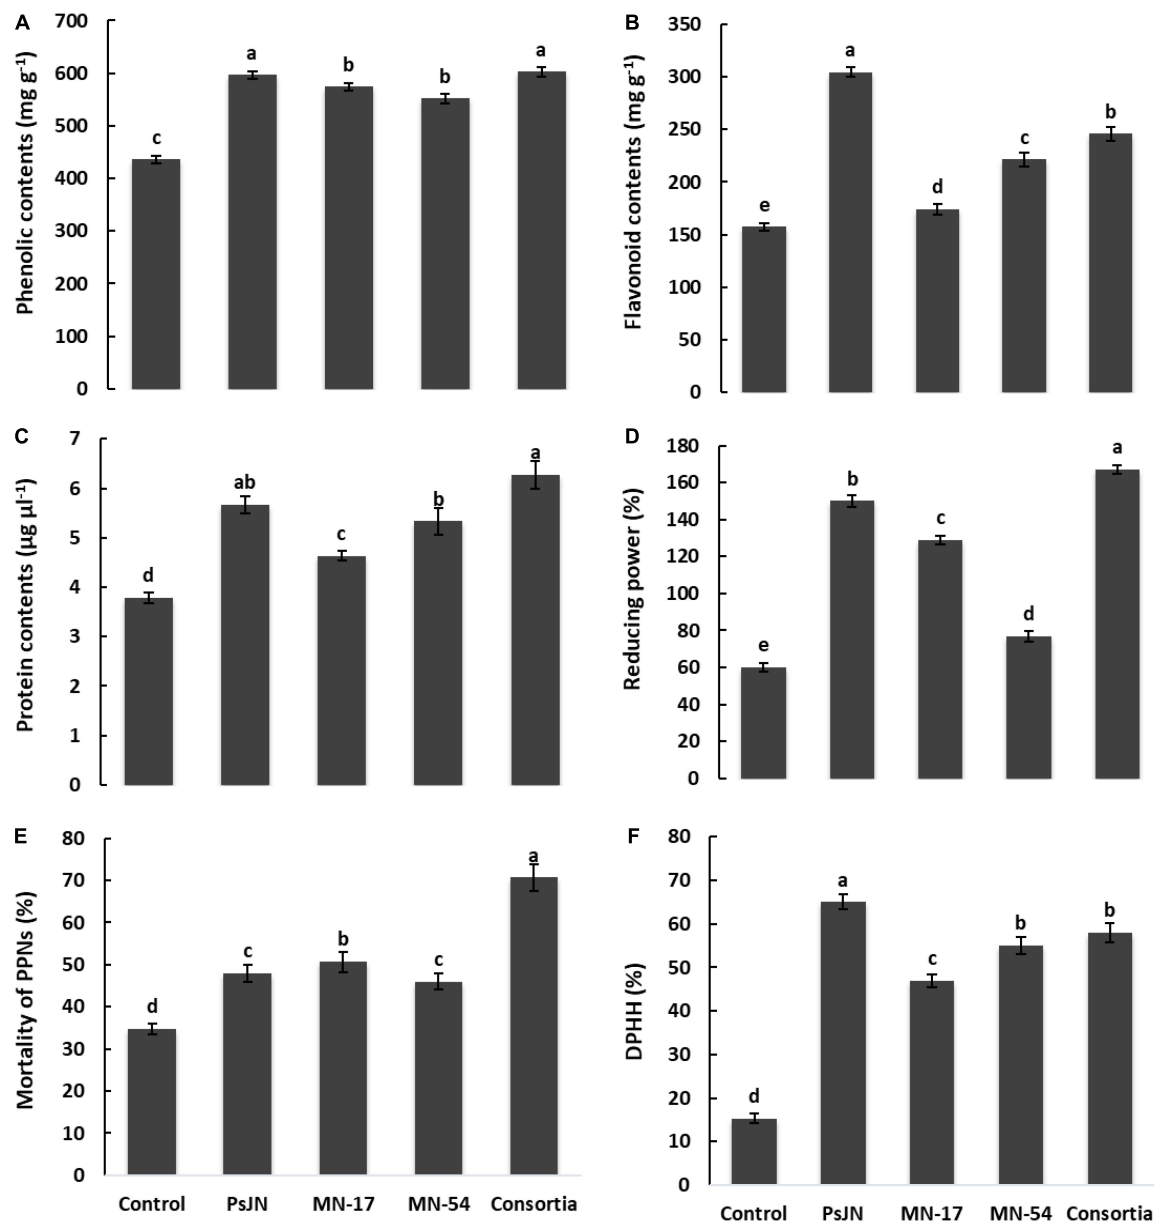 A
Phenolic contents (mg g⁻¹)
700
600
500
400
300
200
100
0
c
a
b
b
a
B
Flavonoid contents (mg g⁻¹)
350
300
250
200
150
100
50
0
e
a
d
c
b
C
Protein contents (µg µl⁻¹)
7
6
5
4
3
2
1
0
d
ab
c
b
a
D
Reducing power (%)
180
160
140
120
100
80
60
40
20
0
e
b
c
d
a
E
Mortality of PPNs (%)
80
70
60
50
40
30
20
10
0
d
c
b
c
a
Control PsJN MN-17 MN-54 Consortia
F
DPHH (%)
80
70
60
50
40
30
20
10
0
d
a
c
b
b
Control PsJN MN-17 MN-54 Consortia